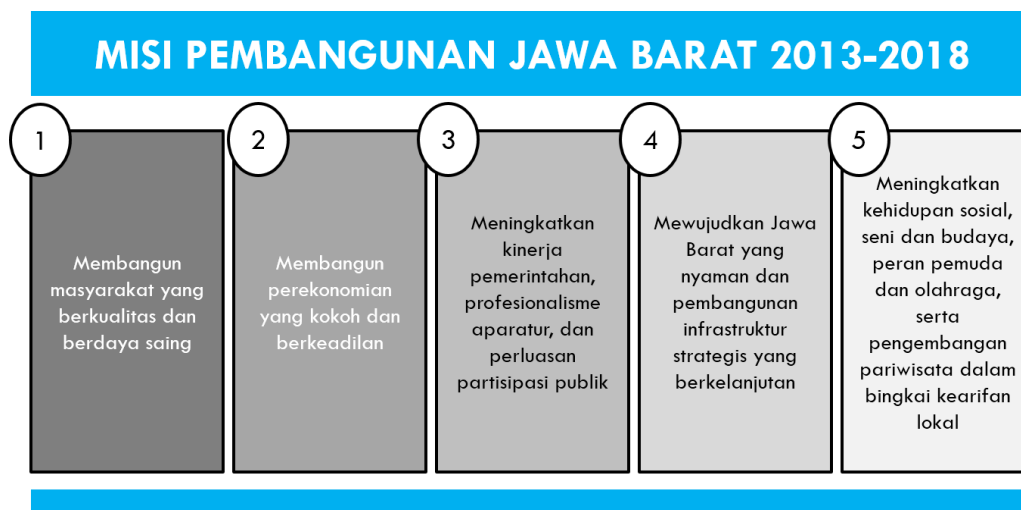 MISI PEMBANGUNAN JAWA BARAT 2013-2018
1
Membangun
masyarakat yang
berkualitas dan
berdaya saing
2
Membangun
perekonomian
yang kokoh dan
berkeadilan
3
Meningkatkan
kinerja
pemerintahan,
profesionalisme
aparatur, dan
perluasan
partisipasi publik
4
Mewujudkan Jawa
Barat yang
nyaman dan
pembangunan
infrastruktur
strategis yang
berkelanjutan
5
Meningkatkan
kehidupan sosial,
seni dan budaya,
peran pemuda
dan olahraga,
serta
pengembangan
pariwisata dalam
bingkai kearifan
lokal